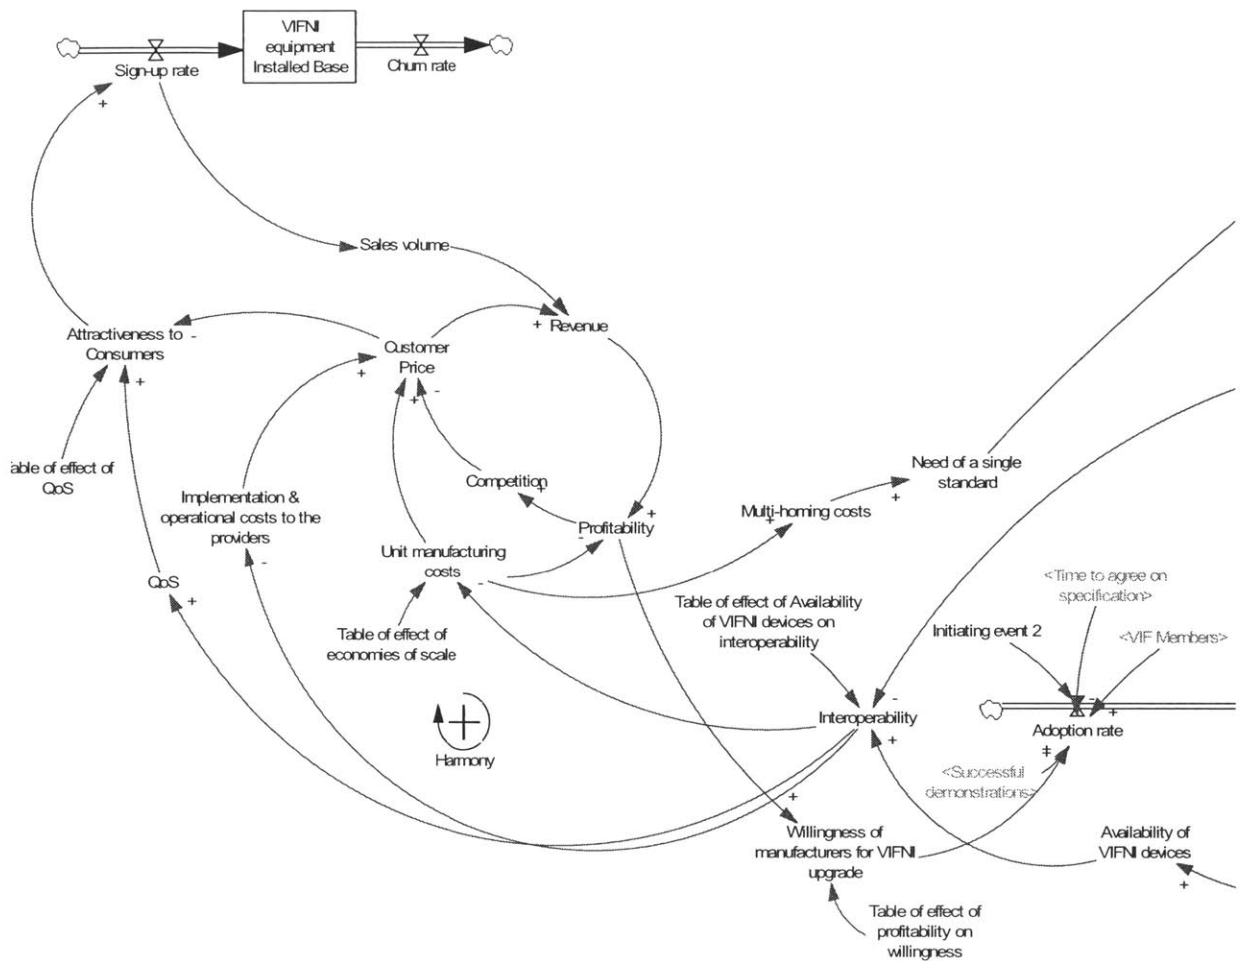 VIFNI
equipment
Installed Base
Sign-up rate
Churn rate
+
Sales volume
+ Revenue
Attractiveness to
Consumers
-
+
Customer
Price
+
+
-
able of effect of
QoS
Implementation &
operational costs to the
providers
-
Competition
+
Profitability
+
-
Unit manufacturing
costs
-
Multi-homing costs
+
Need of a single
standard
+
QoS
+
Table of effect of
economies of scale
Table of effect of Availability
of VIFNI devices on
interoperability
<Time to agree on
specification>
Initiating event 2
<VIF Members>
Interoperability
-
+
-
+
Adoption rate
+
+
Harmony
<Successful
demonstrations>
+
Willingness of
manufacturers for VIFNI
upgrade
Availability of
VIFNI devices
+
Table of effect of
profitability on
willingness